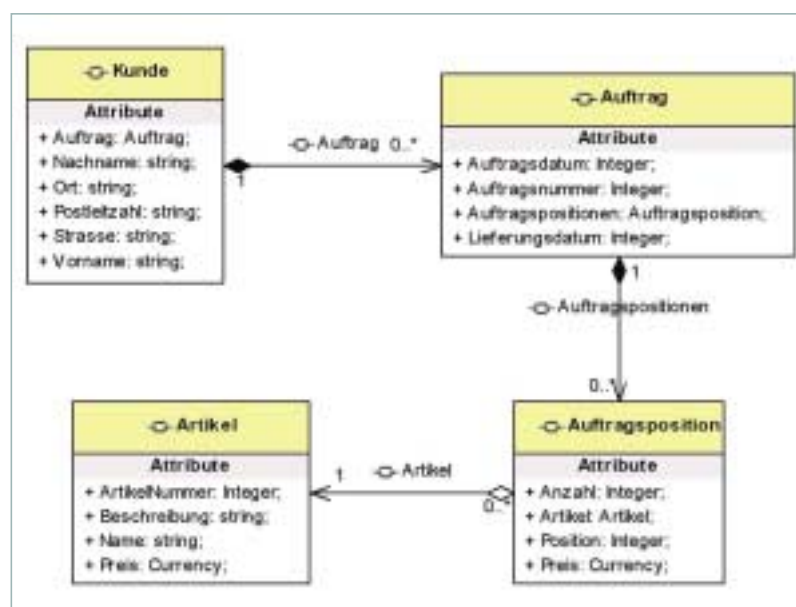 Kunde
Attribute
+ Auftrag: Auftrag;
+ Nachname: string;
+ Ort: string;
+ Postleitzahl: string;
+ Strasse: string;
+ Vorname: string;
1
Auftrag 0..*
Auftrag
Attribute
+ Auftragsdatum: Integer;
+ Auftragsnummer: Integer;
+ Auftragspositionen: Auftragsposition;
+ Lieferungsdatum: Integer;
1
Auftragspositionen
0..*
Artikel
Attribute
+ ArtikelNummer: Integer;
+ Beschreibung: string;
+ Name: string;
+ Preis: Currency;
1
Artikel
0..*
Auftragsposition
Attribute
+ Anzahl: Integer;
+ Artikel: Artikel;
+ Position: Integer;
+ Preis: Currency;